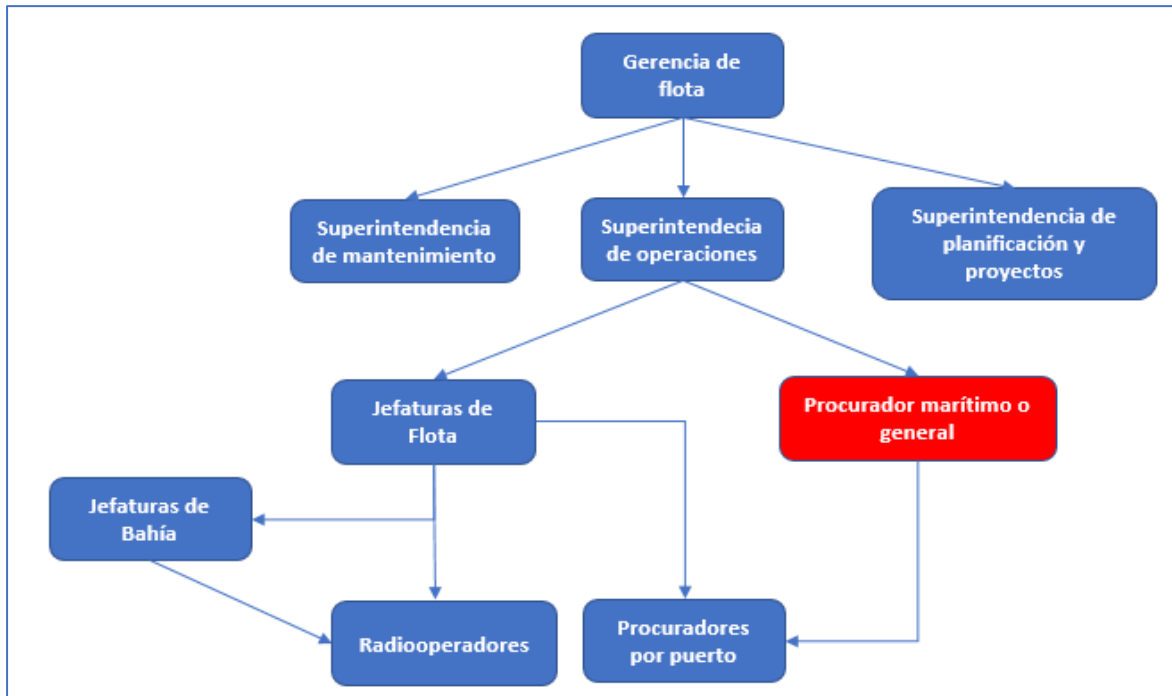 Gerencia de
flota
Superintendencia
de mantenimiento
Superintendecia
de operaciones
Superintendencia de
planificación y
proyectos
Jefaturas de
Flota
Procurador marítimo o
general
Jefaturas de
Bahía
Radiooperadores
Procuradores
por puerto